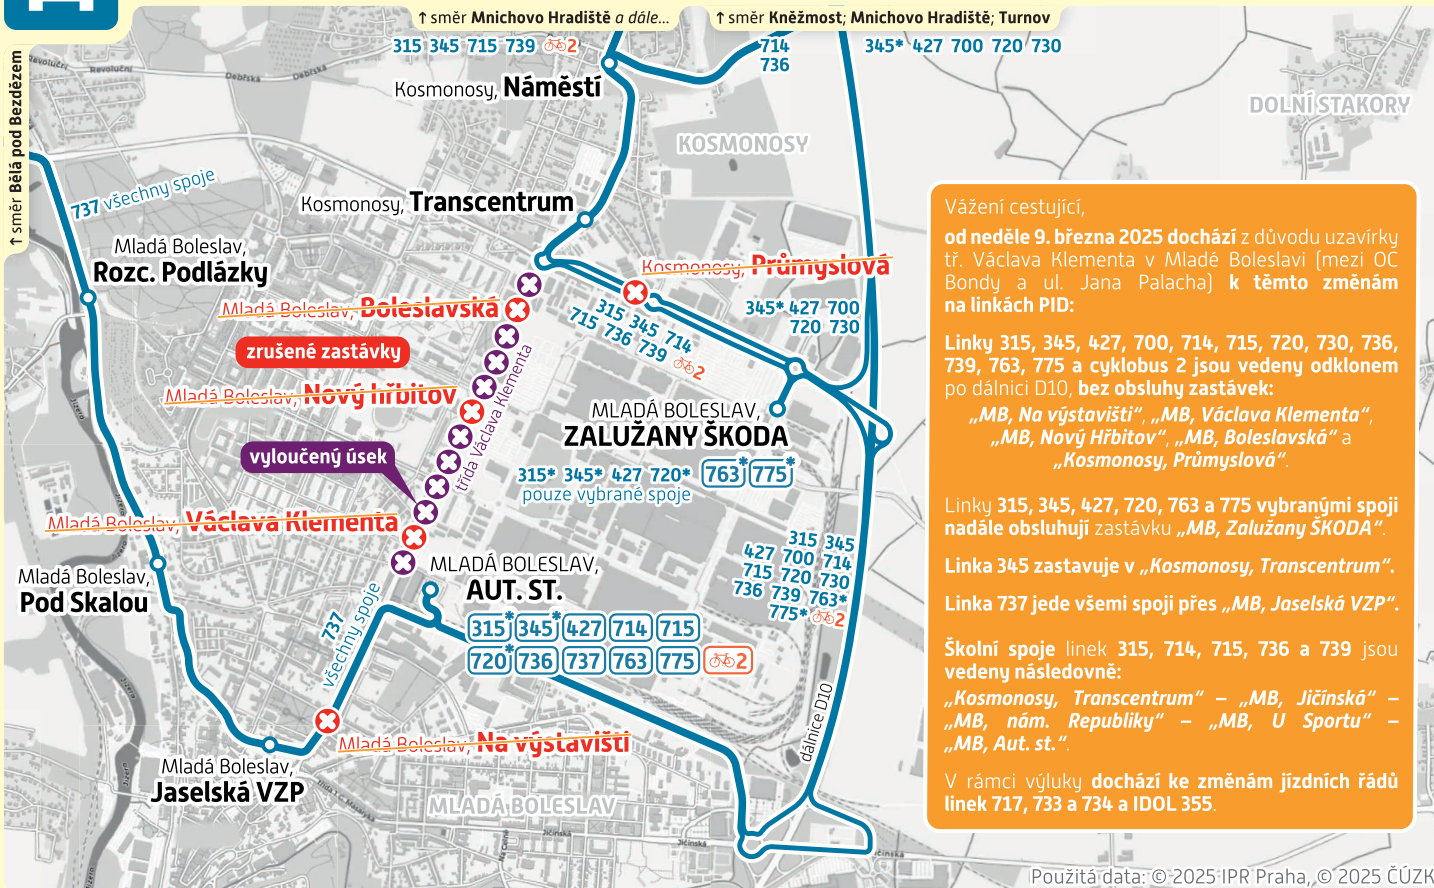 ↑ směr Mnichovo Hradiště a dále...
↑ směr Kněžmost; Mnichovo Hradiště; Turnov
315 345 715 739 2
714
736
345* 427 700 720 730
↑ směr Bělá pod Bezdězem
Revoluční
Revoluční
Debřská
Debřská
Kosmonosy, Náměstí
KOSMONOSY
DOLNÍ STAKORY
737 všechny spoje
Kosmonosy, Transcentrum
Mladá Boleslav,
Rozc. Podlázky
Kosmonosy, Průmyslová
Mladá Boleslav, Boleslavská
345* 427 700
720 730
315 345 714
715 736 739 2
zrušené zastávky
Mladá Boleslav, Nový hřbitov
třída Václava Klementa
MLADÁ BOLESLAV,
ZALUŽANY ŠKODA
Jizera
vyloučený úsek
315* 345* 427 720* 763* 775*
pouze vybrané spoje
Mladá Boleslav, Václava Klementa
315 345
427 700 714
715 720 730
736 739 763*
775* 2
Mladá Boleslav,
Pod Skalou
MLADÁ BOLESLAV,
AUT. ST.
737
všechny spoje
315* 345* 427 714 715
720* 736 737 763 775 2
Jizera
dálnice D10
Mladá Boleslav, Na výstavišti
Mladá Boleslav,
Jaselská VZP
třída T. G. Masaryka
MLADÁ BOLESLAV
Jičínská
Jičínská
Jičínská
Vážení cestující,
od neděle 9. března 2025 dochází z důvodu uzavírky
tř. Václava Klementa v Mladé Boleslavi (mezi OC
Bondy a ul. Jana Palacha) k těmto změnám
na linkách PID:
Linky 315, 345, 427, 700, 714, 715, 720, 730, 736,
739, 763, 775 a cyklobus 2 jsou vedeny odklonem
po dálnici D10, bez obsluhy zastávek:
„MB, Na výstavišti“, „MB, Václava Klementa“,
„MB, Nový Hřbitov“, „MB, Boleslavská“ a
„Kosmonosy, Průmyslová“.
Linky 315, 345, 427, 720, 763 a 775 vybranými spoji
nadále obsluhují zastávku „MB, Zalužany ŠKODA“.
Linka 345 zastavuje v „Kosmonosy, Transcentrum“.
Linka 737 jede všemi spoji přes „MB, Jaselská VZP“.
Školní spoje linek 315, 714, 715, 736 a 739 jsou
vedeny následovně:
„Kosmonosy, Transcentrum“ – „MB, Jičínská“ –
„MB, nám. Republiky“ – „MB, U Sportu“ –
„MB, Aut. st.“.
V rámci výluky dochází ke změnám jízdních řádů
linek 717, 733 a 734 a IDOL 355.
Použitá data: © 2025 IPR Praha, © 2025 ČÚZK